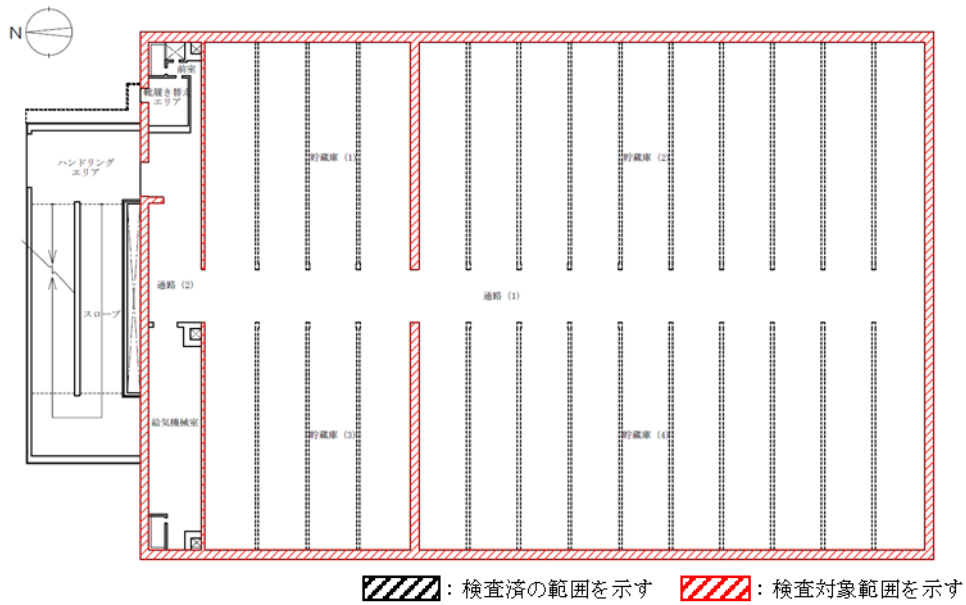 N
前室
靴履き替え
エリア
ハンドリング
エリア
貯蔵庫 (1)
貯蔵庫 (2)
通路 (2)
通路 (1)
スロープ
給気機械室
貯蔵庫 (3)
貯蔵庫 (4)
：検査済の範囲を示す
：検査対象範囲を示す